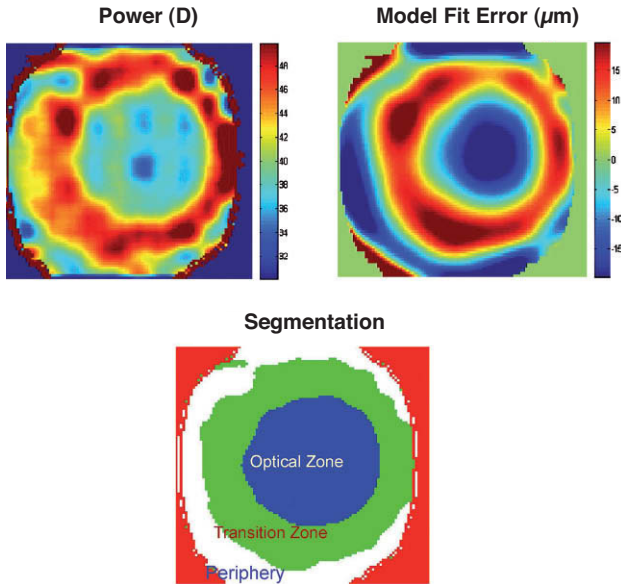 Power (D)
Model Fit Error (µm)
48
46
44
42
40
38
36
34
32
15
10
5
0
-5
-10
-15
Segmentation
Optical Zone
Transition Zone
Periphery